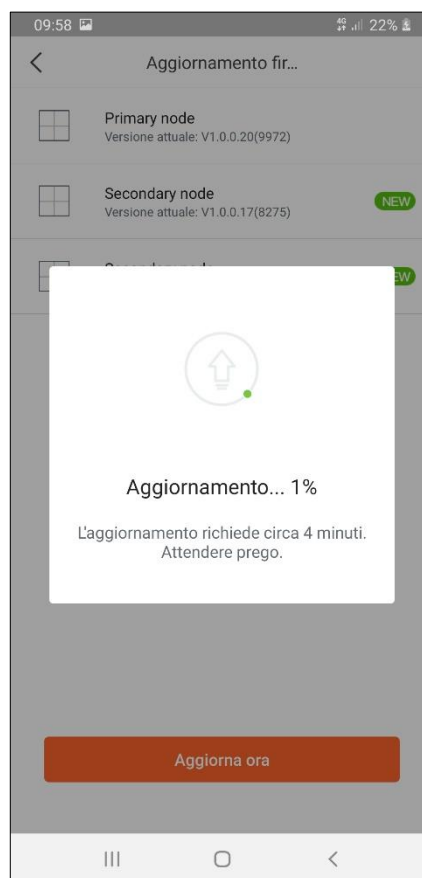 09:58 4G 22%
Aggiornamento fir...
Primary node
Versione attuale: V1.0.0.20(9972)
Secondary node
Versione attuale: V1.0.0.17(8275)
NEW
Aggiornamento... 1%
L'aggiornamento richiede circa 4 minuti.
Attendere prego.
Aggiorna ora